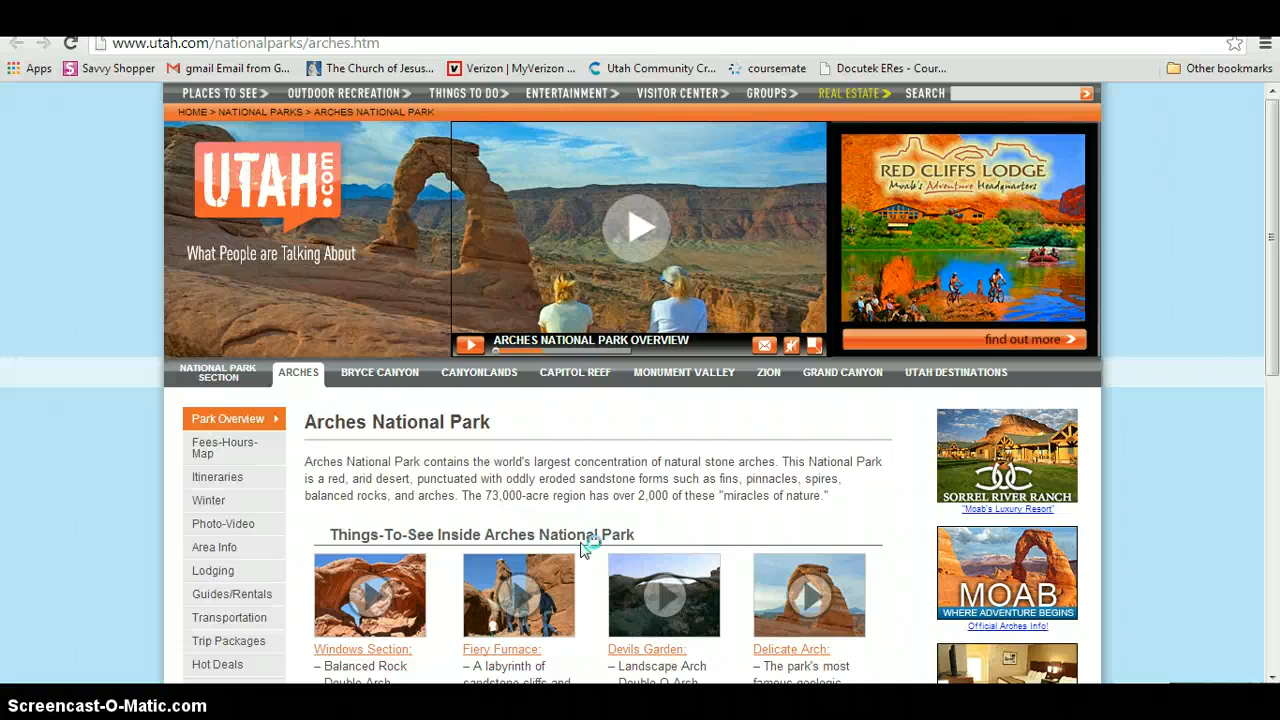 www.utah.com/nationalparks/arches.htm
Apps Savvy Shopper gmail Email from G... The Church of Jesus... Verizon | MyVerizon ... Utah Community Cr... coursemate Docutek ERes - Cour... Other bookmarks
PLACES TO SEE OUTDOOR RECREATION THINGS TO DO ENTERTAINMENT VISITOR CENTER GROUPS REAL ESTATE SEARCH
HOME > NATIONAL PARKS > ARCHES NATIONAL PARK
UTAH.com
What People are Talking About
ARCHES NATIONAL PARK OVERVIEW
RED CLIFFS LODGE
Moab's Adventure Headquarters
find out more
NATIONAL PARK SECTION ARCHES BRYCE CANYON CANYONLANDS CAPITOL REEF MONUMENT VALLEY ZION GRAND CANYON UTAH DESTINATIONS
Park Overview
Fees-Hours-
Map
Itineraries
Winter
Photo-Video
Area Info
Lodging
Guides/Rentals
Transportation
Trip Packages
Hot Deals
Arches National Park
Arches National Park contains the world's largest concentration of natural stone arches. This National Park
is a red, arid desert, punctuated with oddly eroded sandstone forms such as fins, pinnacles, spires,
balanced rocks, and arches. The 73,000-acre region has over 2,000 of these "miracles of nature."
Things-To-See Inside Arches National Park
Windows Section:
– Balanced Rock
Double Arch
Fiery Furnace:
– A labyrinth of
sandstone cliffs and
Devils Garden:
– Landscape Arch
Double O Arch
Delicate Arch:
– The park's most
famous geologic
SORREL RIVER RANCH
"Moab's Luxury Resort"
MOAB
WHERE ADVENTURE BEGINS
Official Arches Info!
Screencast-O-Matic.com